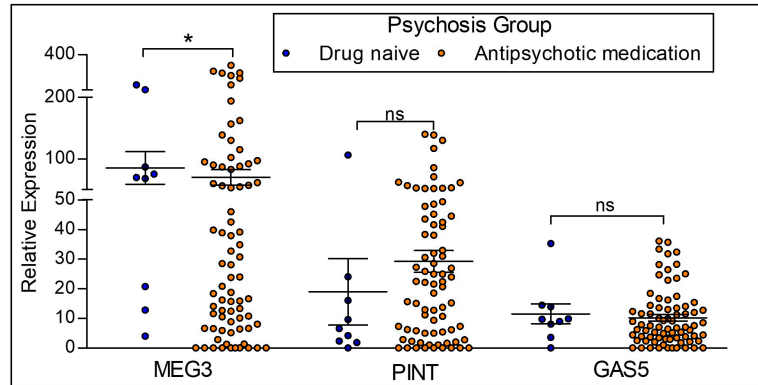 Psychosis Group
Drug naive Antipsychotic medication
*
ns
ns
Relative Expression
400
200
100
50
40
30
20
10
0
MEG3 PINT GAS5